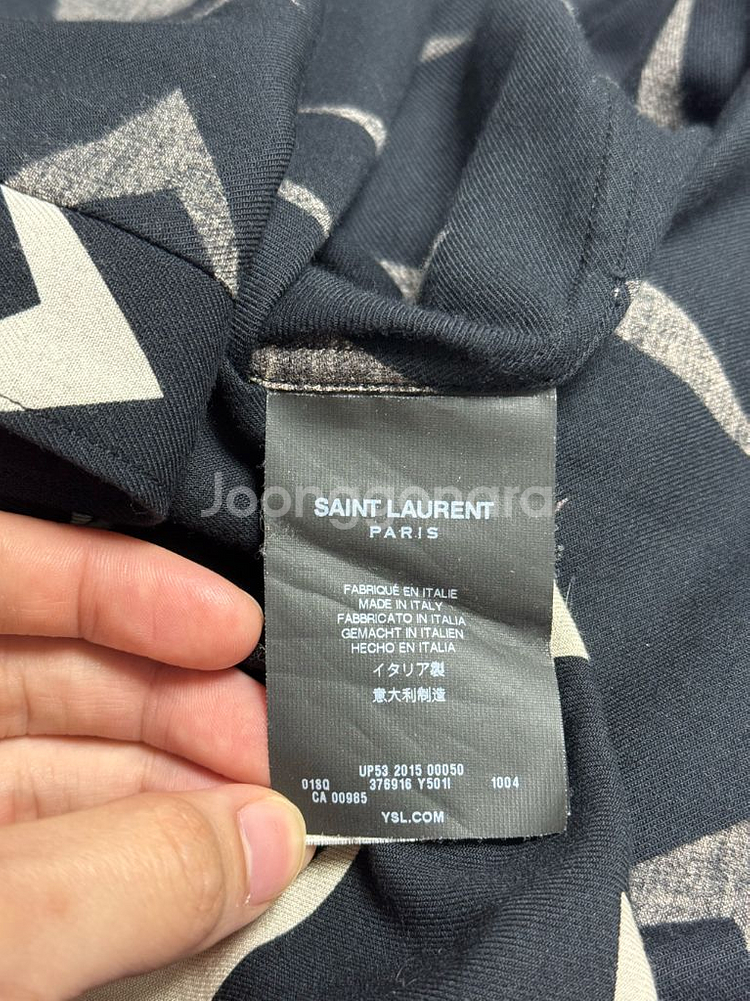 Joonggonara
SAINT LAURENT
PARIS
FABRIQUÉ EN ITALIE
MADE IN ITALY
FABBRICATO IN ITALIA
GEMACHT IN ITALIEN
HECHO EN ITALIA
イタリア製
意大利制造
UP53 2015 00050
018Q 376916 Y501I 1004
CA 00985
YSL.COM